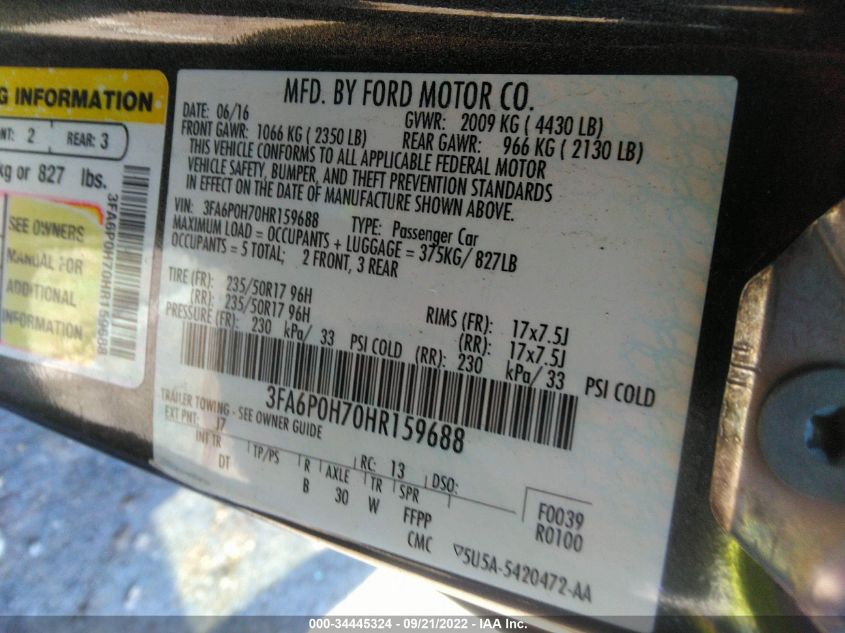 G INFORMATION
NT: 2 REAR: 3
kg or 827 lbs.
SEE OWNERS
MANUAL FOR
ADDITIONAL
INFORMATION
3FA6P0H70HR159688
MFD. BY FORD MOTOR CO.
DATE: 06/16 GVWR: 2009 KG ( 4430 LB)
FRONT GAWR: 1066 KG ( 2350 LB) REAR GAWR: 966 KG ( 2130 LB)
THIS VEHICLE CONFORMS TO ALL APPLICABLE FEDERAL MOTOR
VEHICLE SAFETY, BUMPER, AND THEFT PREVENTION STANDARDS
IN EFFECT ON THE DATE OF MANUFACTURE SHOWN ABOVE.
VIN: 3FA6P0H70HR159688 TYPE: Passenger Car
MAXIMUM LOAD = OCCUPANTS + LUGGAGE = 375KG/ 827LB
OCCUPANTS = 5 TOTAL; 2 FRONT, 3 REAR
TIRE (FR): 235/50R17 96H RIMS (FR): 17x7.5J
(RR): 235/50R17 96H (RR): 17x7.5J
PRESSURE (FR): 230 kPa/ 33 PSI COLD (RR): 230 kPa/ 33 PSI COLD
3FA6P0H70HR159688
TRAILER TOWING - SEE OWNER GUIDE
EXT PNT: J7 RC: 13 DSO:
INT TR TP/PS R AXLE TR SPR
DT B 30 W FFPP
CMC
F0039
R0100
▽5U5A-5420472-AA
000-34445324 - 09/21/2022 - IAA Inc.